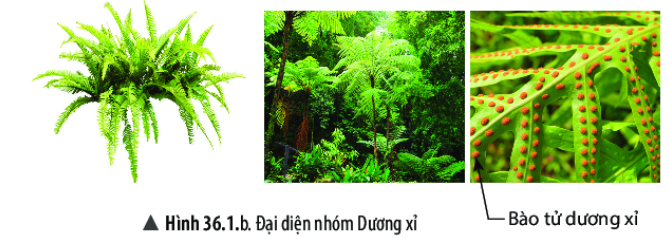 ▲ Hình 36.1.b. Đại diện nhóm Dương xỉ
Bào tử dương xỉ